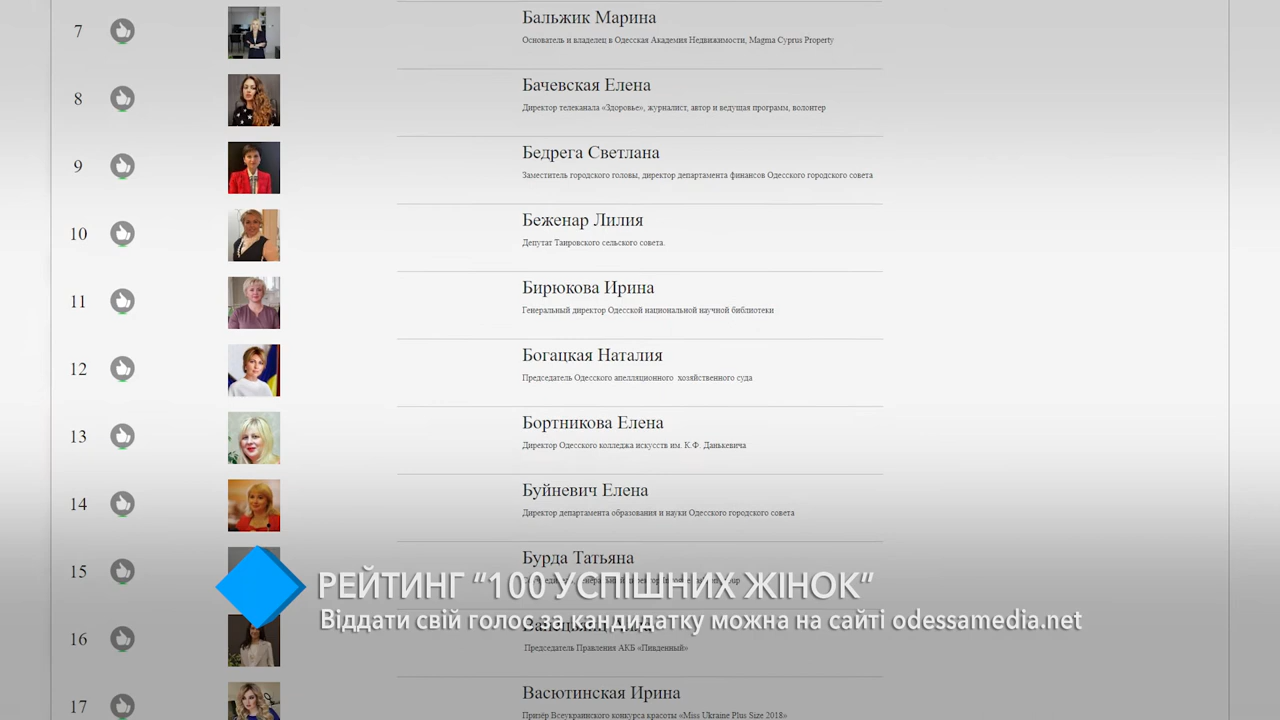 7
Бальжик Марина
Основатель и владелец в Одесская Академия Недвижимости, Magma Cyprus Property
8
Бачевская Елена
Директор телеканала «Здоровье», журналист, автор и ведущая программ, волонтер
9
Бедрега Светлана
Заместитель городского головы, директор департамента финансов Одесского городского совета
10
Беженар Лилия
Депутат Таировского сельского совета.
11
Бирюкова Ирина
Генеральный директор Одесской национальной научной библиотеки
12
Богацкая Наталия
Председатель Одесского апелляционного хозяйственного суда
13
Бортникова Елена
Директор Одесского колледжа искусств им. К.Ф. Данькевича
14
Буйневич Елена
Директор департамента образования и науки Одесского городского совета
15
Бурда Татьяна
РЕЙТИНГ “100 УСПІШНИХ ЖІНОК”
Віддати свій голос за кандидатку можна на сайті odessamedia.net
16
Председатель Правления АКБ «Пивденный»
17
Васютинская Ирина
Призёр Всеукраинского конкурса красоты «Miss Ukraine Plus Size 2018»